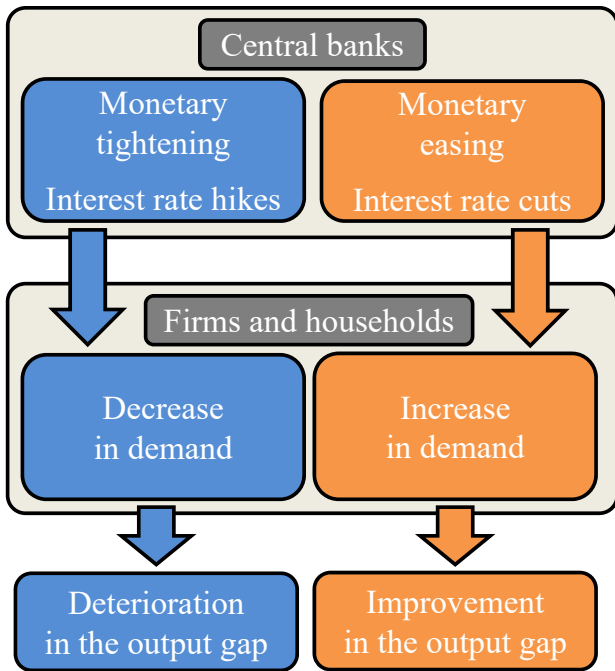 Central banks
Monetary
tightening
Interest rate hikes
Monetary
easing
Interest rate cuts
Firms and households
Decrease
in demand
Increase
in demand
Deterioration
in the output gap
Improvement
in the output gap